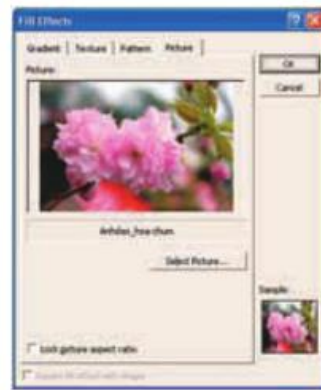 Fill Effects
Gradient Texture Pattern Picture
Picture:
OK
Cancel
Select Picture...
Sample:
Lock picture aspect ratio